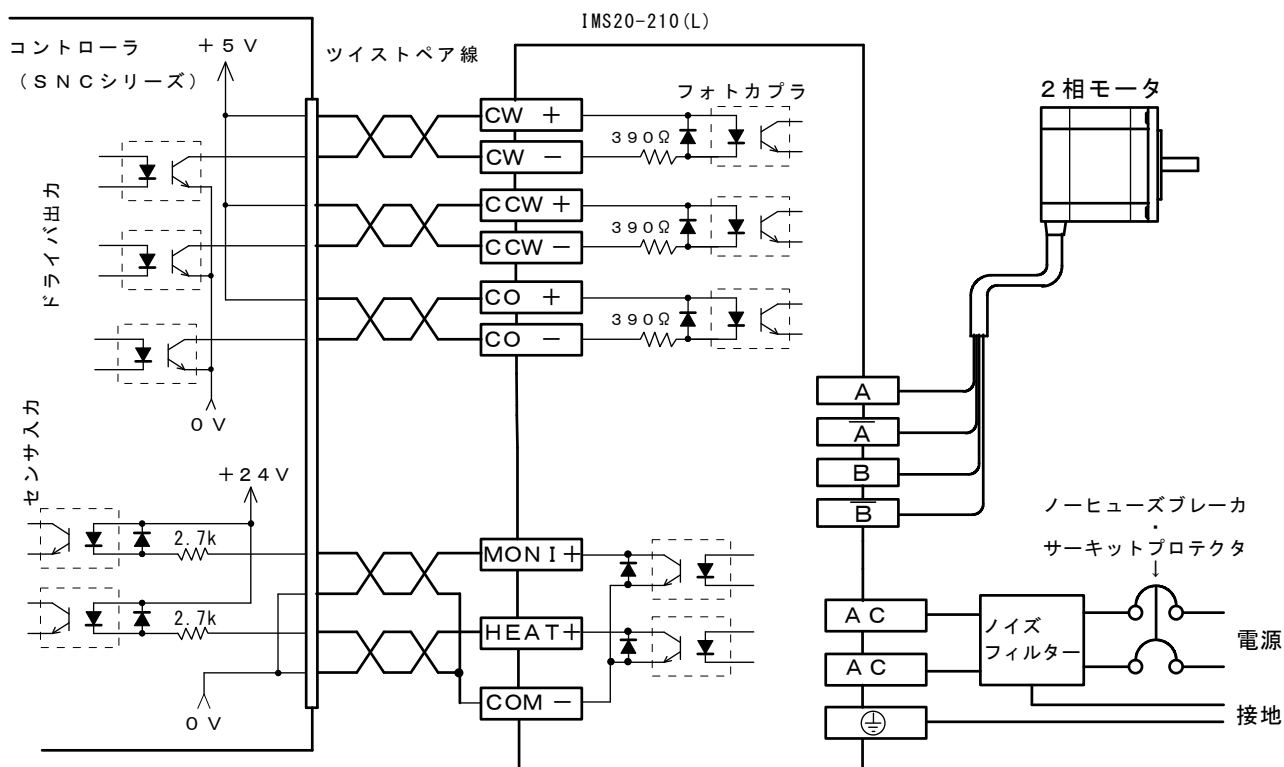 IMS20-210(L)
コントローラ
(SNCシリーズ)
+5V
ツイストペア線
フォトカプラ
2相モータ
CW +
390Ω
CW -
CCW+
390Ω
CCW-
CO +
390Ω
CO -
ドライバ出力
0V
A
A̅
B
B̅
センサ入力
+24V
2.7k
MONI+
2.7k
HEAT+
COM-
0V
ノーヒューズブレーカ
・
サーキットプロテクタ
↓
AC
AC
ノイズ
フィルター
電源
接地